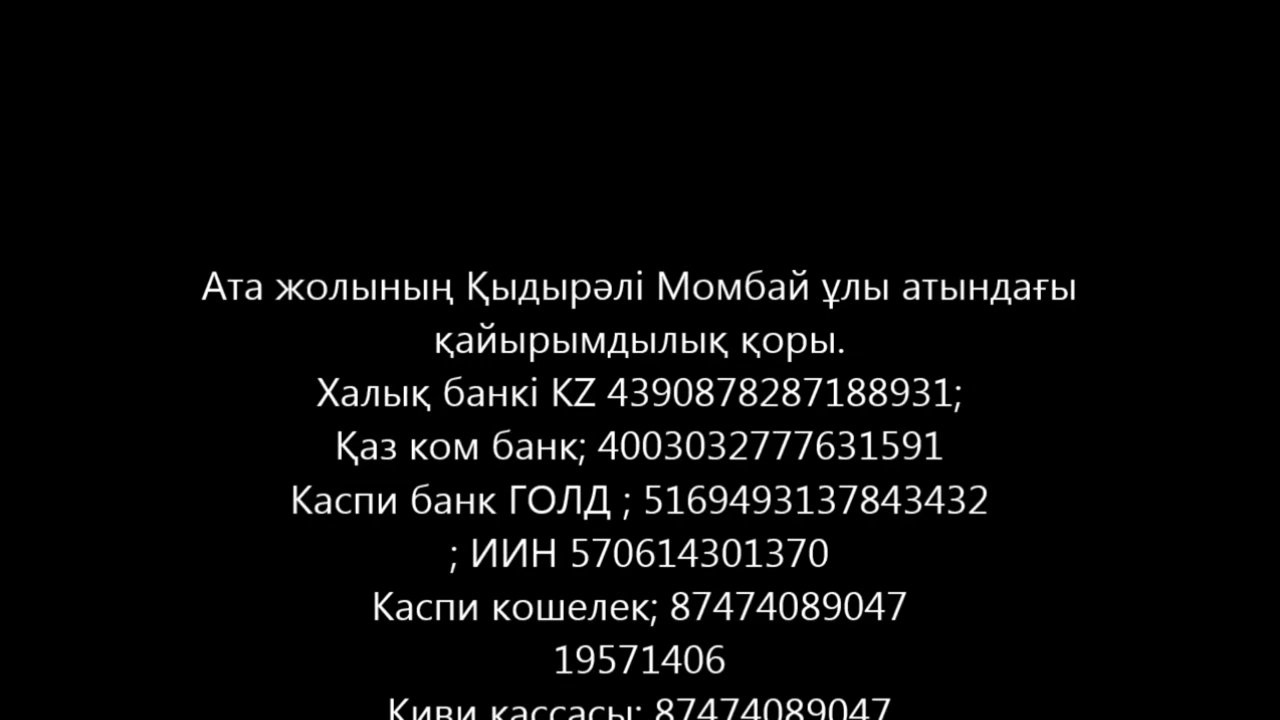 Ата жолының Қыдырәлі Момбай ұлы атындағы
қайырымдылық қоры.
Халық банкі KZ 4390878287188931;
Қаз ком банк; 4003032777631591
Каспи банк ГОЛД ; 5169493137843432
; ИИН 570614301370
Каспи кошелек; 87474089047
19571406
Киви кассасы; 87474089047